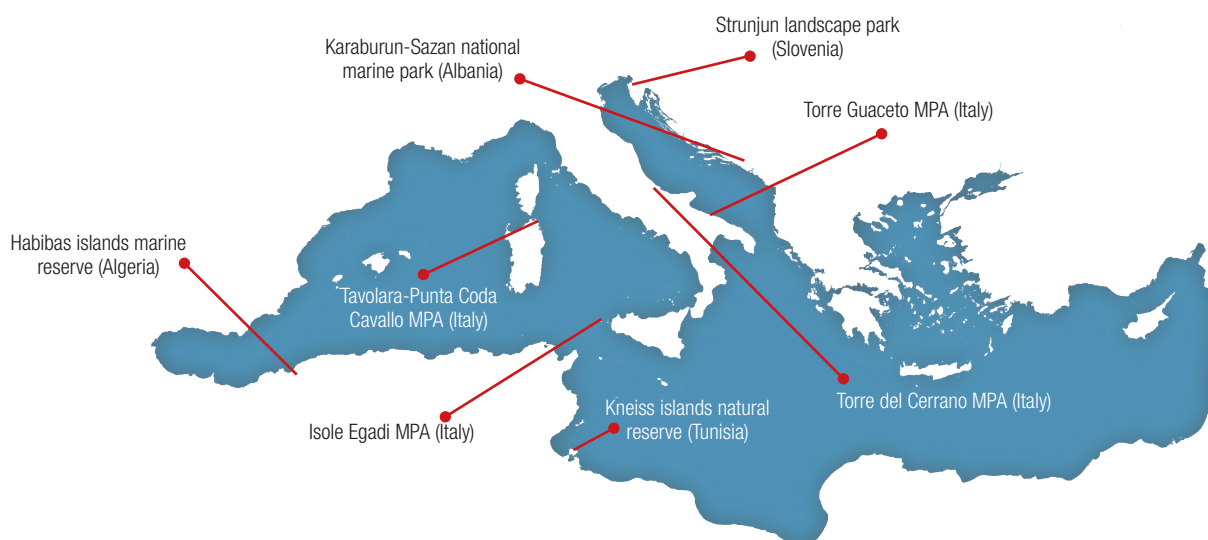 Strunjun landscape park
(Slovenia)
Karaburun-Sazan national
marine park (Albania)
Torre Guaceto MPA (Italy)
Habibas islands marine
reserve (Algeria)
Tavolara-Punta Coda
Cavallo MPA (Italy)
Torre del Cerrano MPA (Italy)
Kneiss islands natural
reserve (Tunisia)
Isole Egadi MPA (Italy)